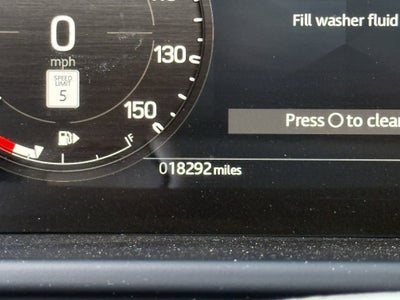 Fill washer fluid
0
mph
130
SPEED
LIMIT
5
150
Press O to clear
F
018292 miles